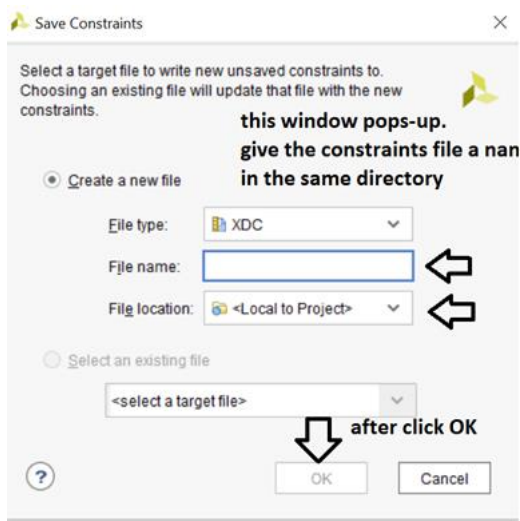 Save Constraints
Select a target file to write new unsaved constraints to.
Choosing an existing file will update that file with the new
constraints.
this window pops-up.
give the constraints file a nam
in the same directory
Create a new file
File type: XDC
File name:
File location: <Local to Project>
Select an existing file
<select a target file>
after click OK
? OK Cancel